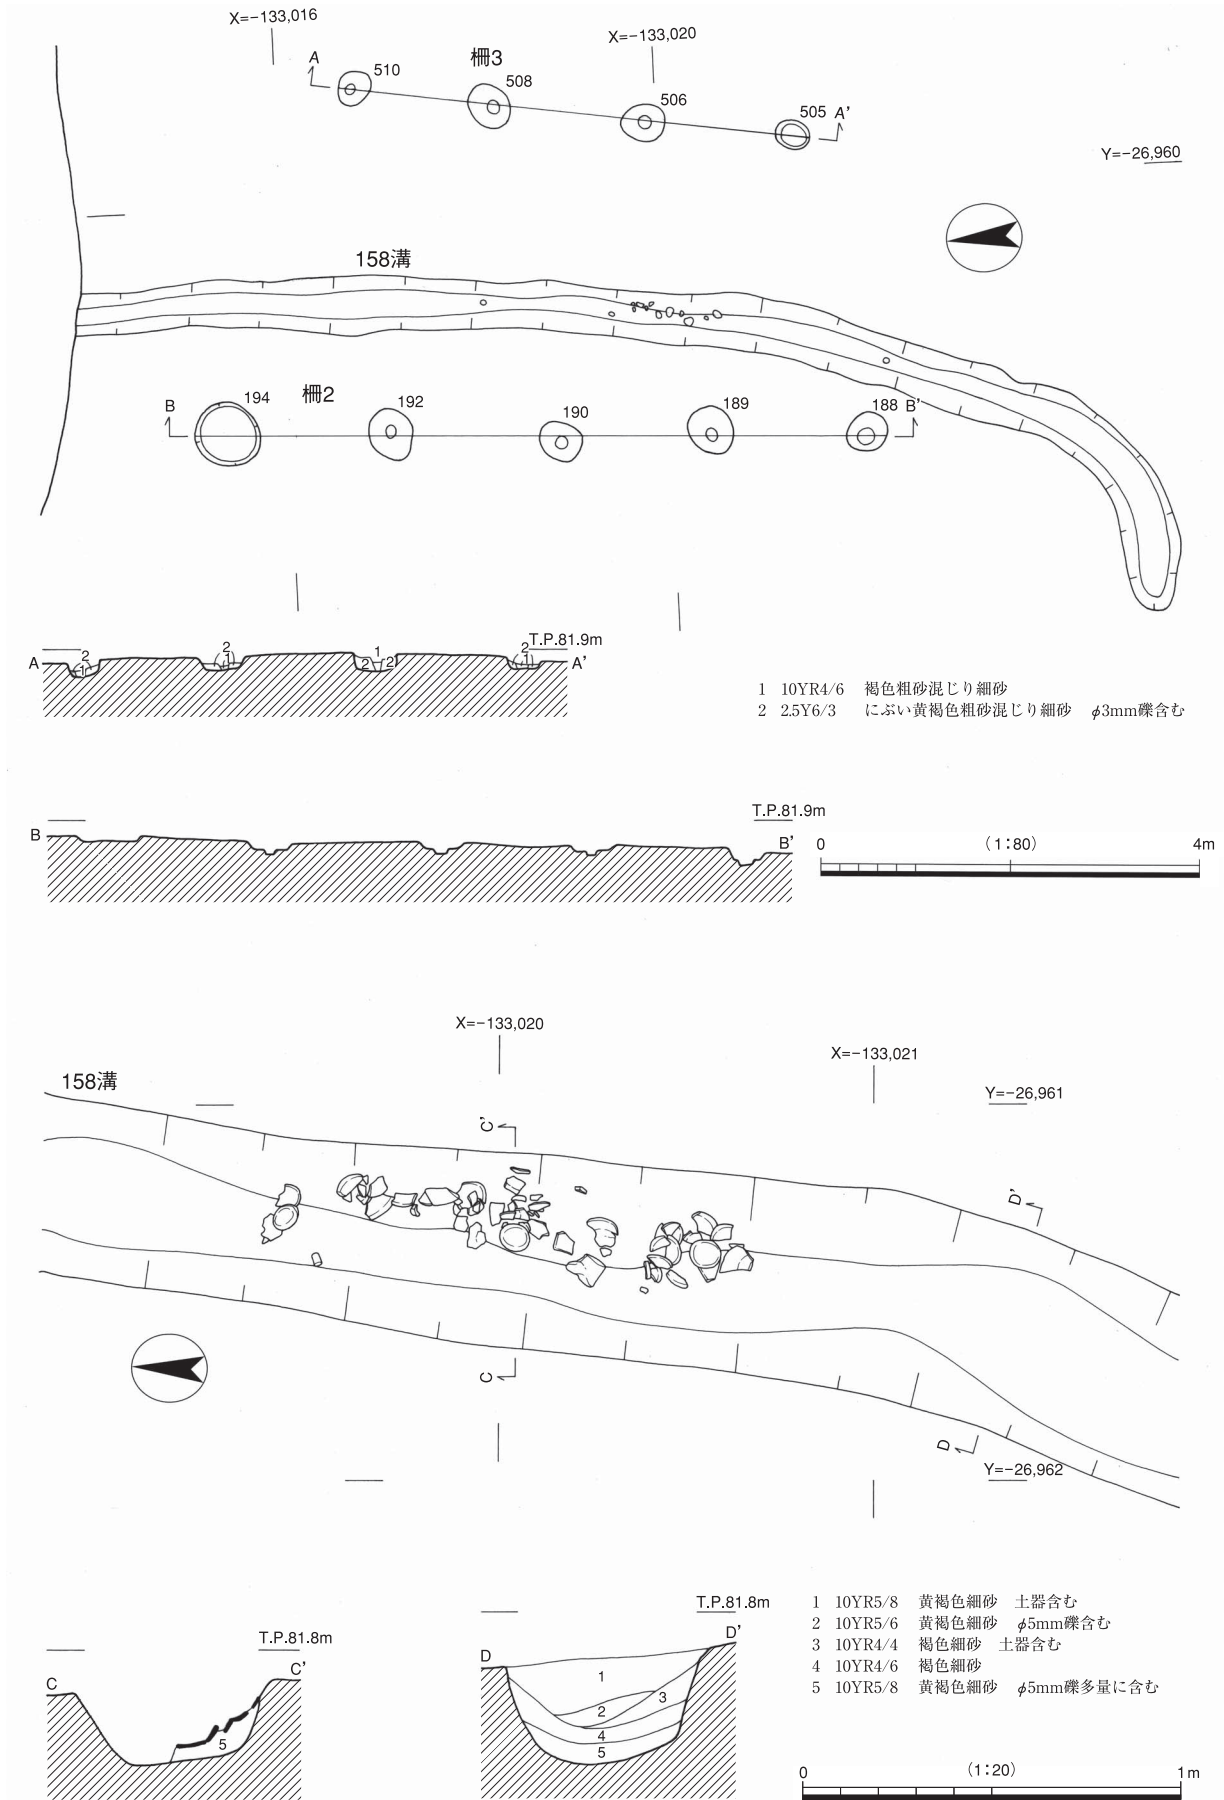 X=−133,016
X=−133,020
A
柵3
510
508
506
505
A'
Y=−26,960
158溝
柵2
B
194
192
190
189
188
B'
T.P.81.9m
A
2
1
2
1
1
2
2
2
1
A'
1 10YR4/6 褐色粗砂混じり細砂
2 2.5Y6/3 にぶい黄褐色粗砂混じり細砂 φ3mm礫含む
T.P.81.9m
B
B'
0 (1:80) 4m
X=−133,020
X=−133,021
158溝
Y=−26,961
C'
D'
C
D
Y=−26,962
T.P.81.8m
C
C'
5
T.P.81.8m
D
D'
1
3
2
4
5
1 10YR5/8 黄褐色細砂 土器含む
2 10YR5/6 黄褐色細砂 φ5mm礫含む
3 10YR4/4 褐色細砂 土器含む
4 10YR4/6 褐色細砂
5 10YR5/8 黄褐色細砂 φ5mm礫多量に含む
0 (1:20) 1m